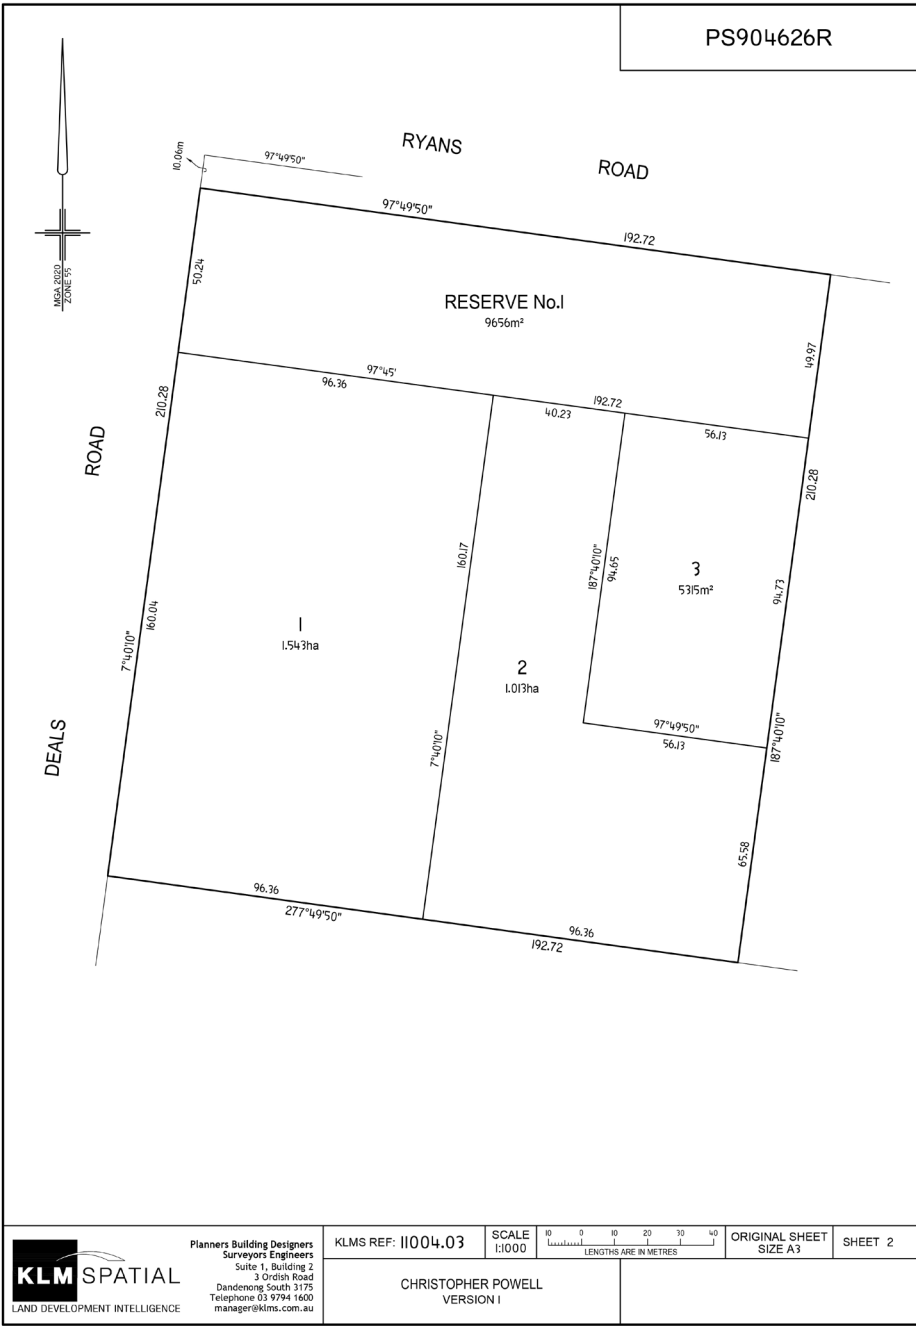 PS904626R
RYANS
ROAD
10.06m
97°49'50"
97°49'50"
192.72
MGA 2020
ZONE 55
50.24
RESERVE No.1
9656m²
49.97
97°45'
96.36
192.72
40.23
56.13
210.28
ROAD
210.28
160.17
187°40'10"
94.65
3
5315m²
94.73
160.04
7°40'10"
1
1.543ha
2
1.013ha
DEALS
7°40'10"
97°49'50"
56.13
187°40'10"
65.58
96.36
277°49'50"
96.36
192.72
KLM SPATIAL
LAND DEVELOPMENT INTELLIGENCE
Planners Building Designers
Surveyors Engineers
Suite 1, Building 2
3 Ordish Road
Dandenong South 3175
Telephone 03 9794 1600
manager@klms.com.au
KLMS REF: 11004.03
SCALE
1:1000
10 0 10 20 30 40
LENGTHS ARE IN METRES
ORIGINAL SHEET
SIZE A3
SHEET 2
CHRISTOPHER POWELL
VERSION 1